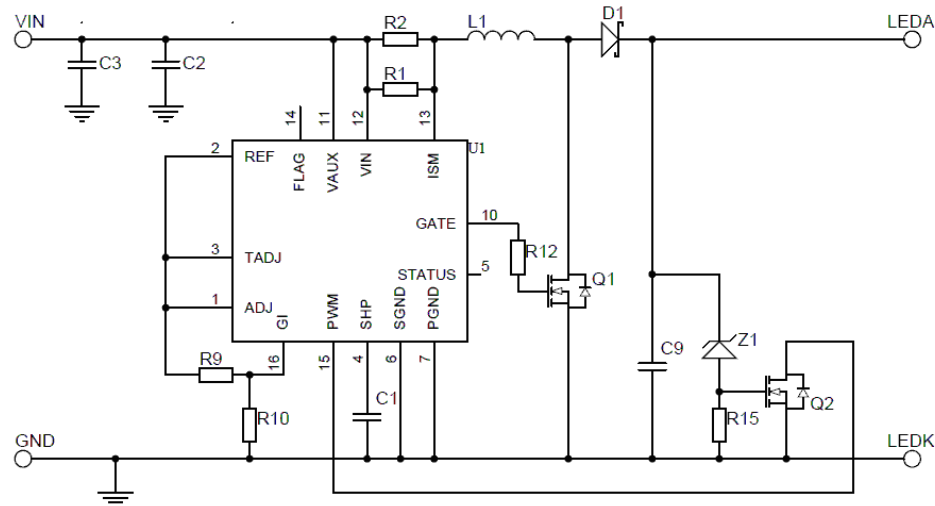 VIN
R2
L1
D1
LEDA
C3
C2
R1
14
11
12
13
U1
2
REF
FLAG
VAUX
VIN
ISM
GATE
10
R12
3
TADJ
STATUS
5
Q1
1
ADJ
GI
PWM
SHP
SGND
PGND
R9
16
15
4
6
7
C9
Z1
C1
R10
R15
Q2
GND
LEDK